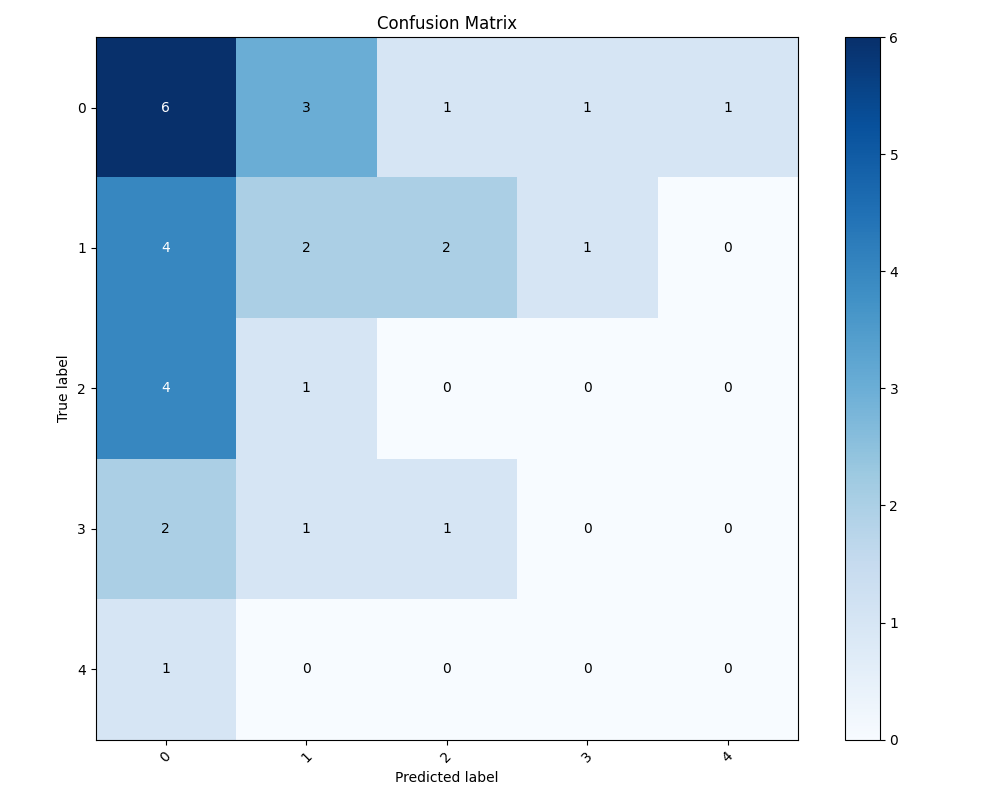 Confusion Matrix
True label
0 6 3 1 1 1
1 4 2 2 1 0
2 4 1 0 0 0
3 2 1 1 0 0
4 1 0 0 0 0
0 1 2 3 4
Predicted label
6
5
4
3
2
1
0